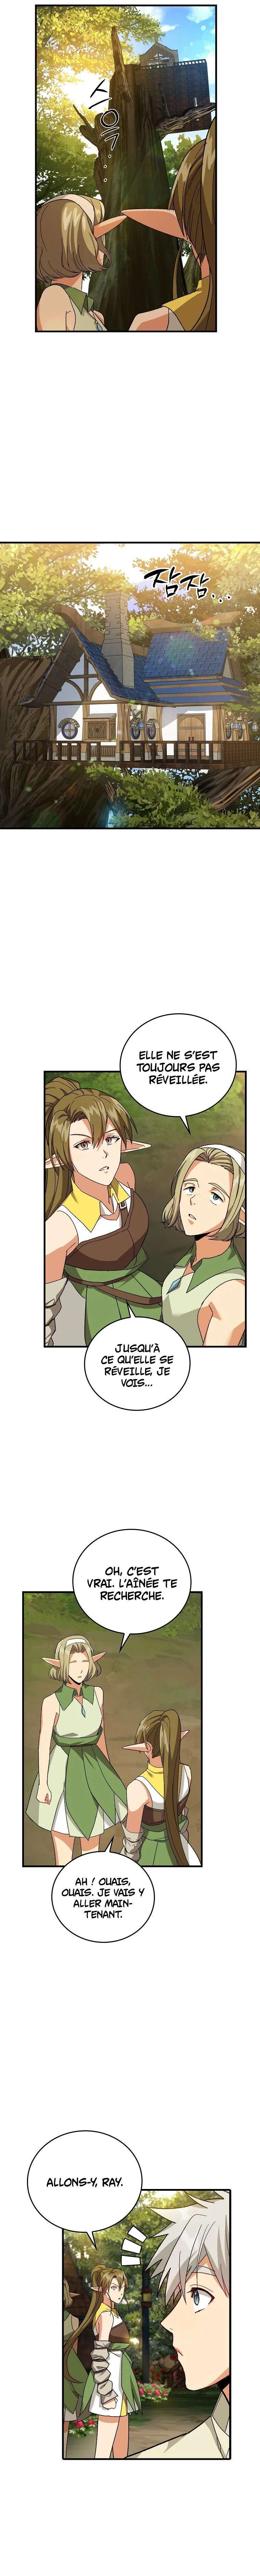 스윽...
잠잠...
ELLE NE S'EST
TOUJOURS PAS
RÉVEILLÉE.
JUSQU'À
CE QU'ELLE SE
RÉVEILLE, JE
VOIS...
OH, C'EST
VRAI. L'AÎNÉE TE
RECHERCHE.
AH ! OUAIS,
OUAIS. JE VAIS Y
ALLER MAIN-
TENANT.
ALLONS-Y, RAY.